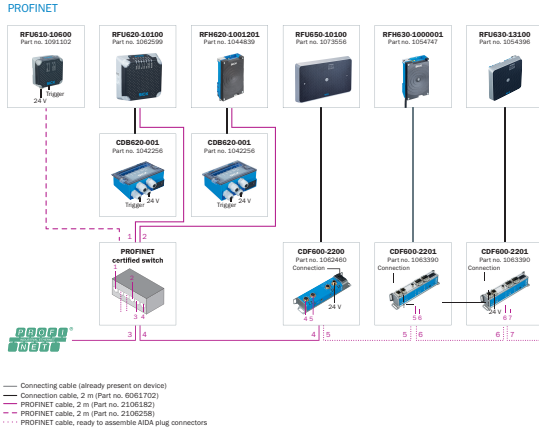 PROFINET
RFU610-10600
Part no. 1091102
Trigger
24 V
RFU620-10100
Part no. 1062599
RFH620-1001201
Part no. 1044839
RFU650-10100
Part no. 1073556
RFH630-1000001
Part no. 1054747
RFU630-13100
Part no. 1054396
CDB620-001
Part no. 1042256
24 V
Trigger
CDB620-001
Part no. 1042256
24 V
Trigger
1 2
PROFINET
certified switch
1
2
3 4
CDF600-2200
Part no. 1062460
Connection
24 V
4 5
CDF600-2201
Part no. 1063390
Connection
5 6
CDF600-2201
Part no. 1063390
Connection
24 V
6 7
PROFI
NET
®
3 4
4 5
5 6
6 7
Connecting cable (already present on device)
Connection cable, 2 m (Part no. 6061702)
PROFINET cable, 2 m (Part no. 2106182)
PROFINET cable, 2 m (Part no. 2106258)
PROFINET cable, ready to assemble AIDA plug connectors